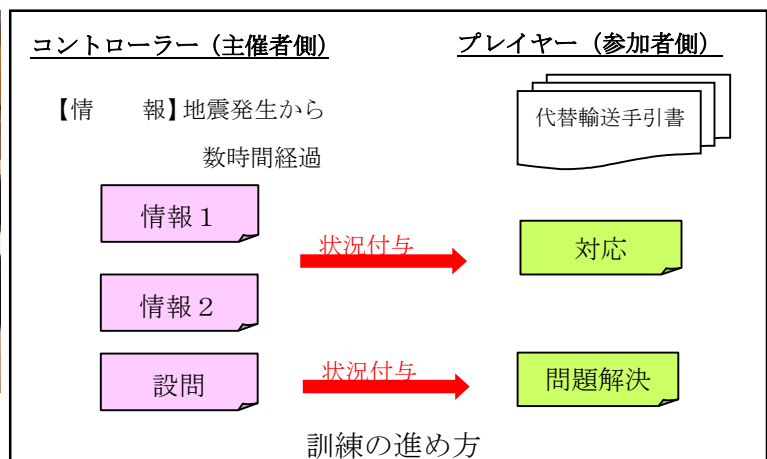 コントローラー（主催者側）
プレイヤー（参加者側）
【情　　報】地震発生から
数時間経過
代替輸送手引書
情報１
状況付与
対応
情報２
設問
状況付与
問題解決
訓練の進め方